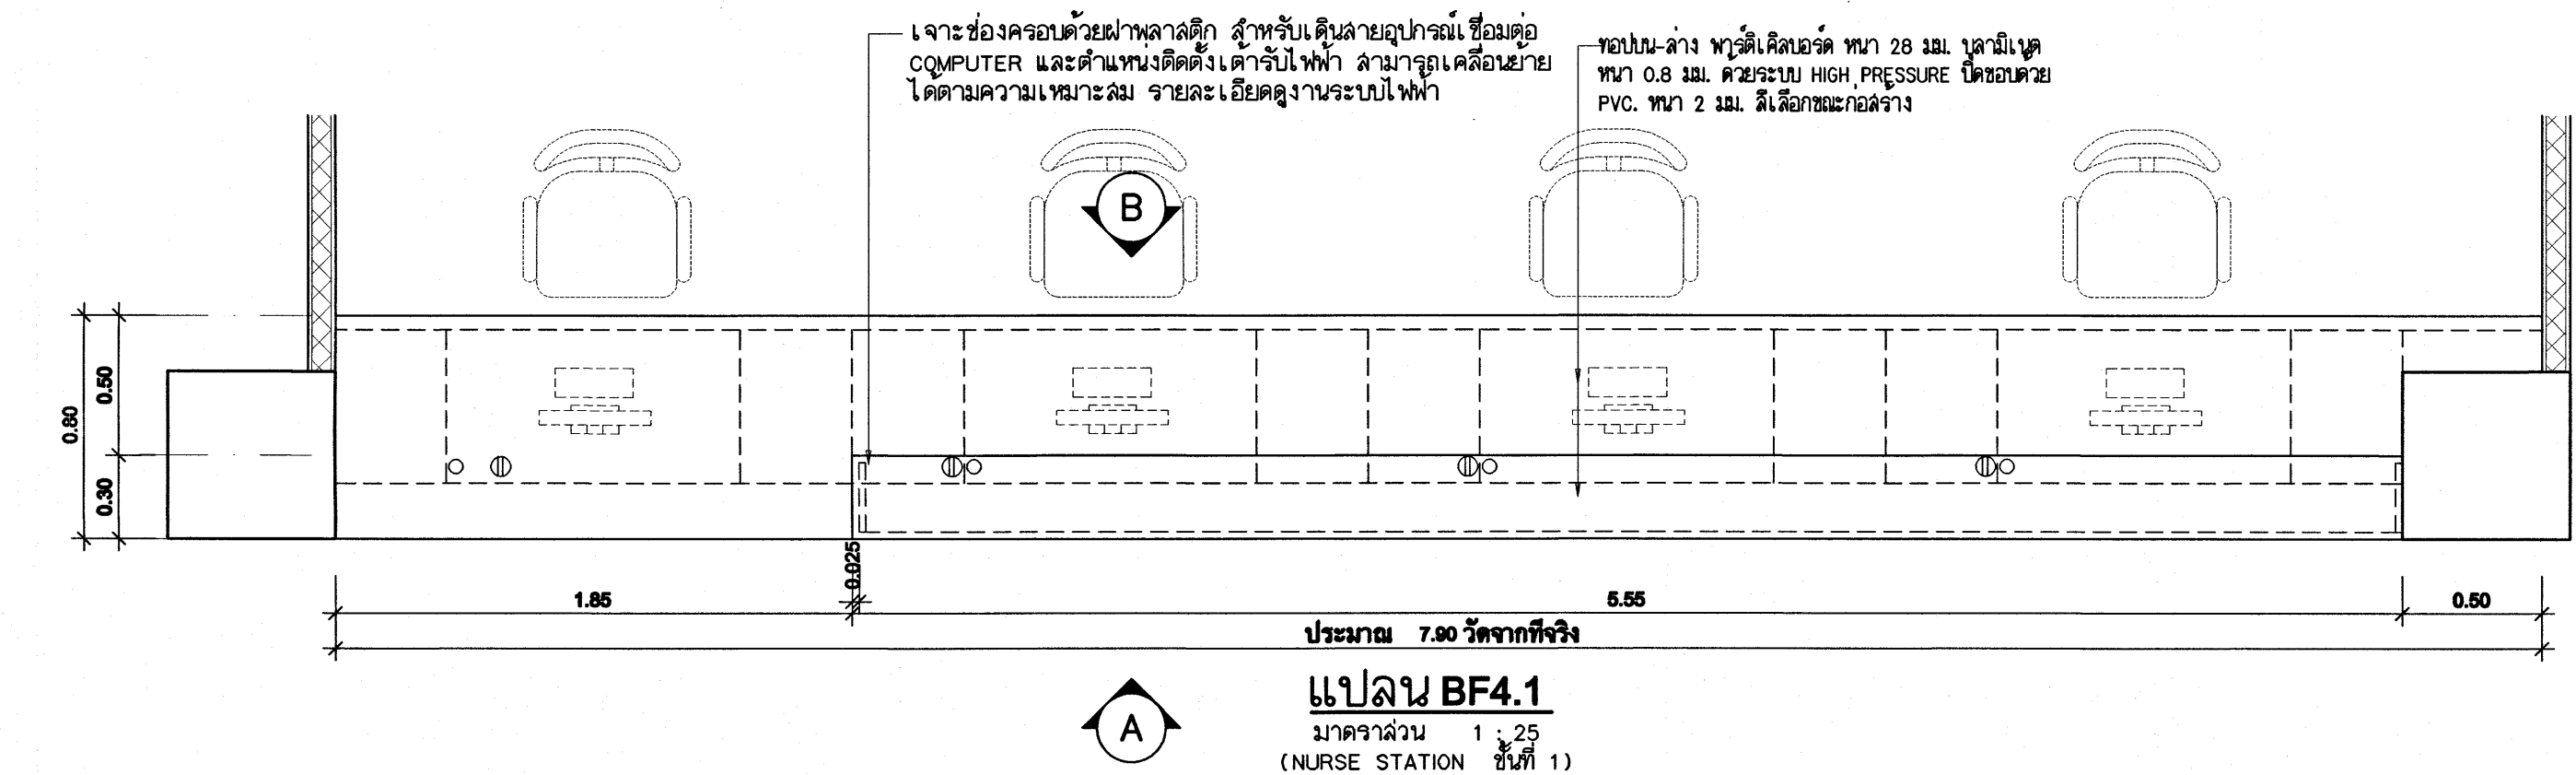 เจาะช่องครอบด้วยฝาพลาสติก สำหรับเดินสายอุปกรณ์เชื่อมต่อ
COMPUTER และตำแหน่งติดตั้งเต้ารับไฟฟ้า สามารถเคลื่อนย้าย
ได้ตามความเหมาะสม รายละเอียดดูงานระบบไฟฟ้า
ทอปบน-ล่าง พาร์ติเคิลบอร์ด หนา 28 มม. บุลามิเนต
หนา 0.8 มม. ด้วยระบบ HIGH PRESSURE ปิดขอบด้วย
PVC. หนา 2 มม. สีเลือกขณะก่อสร้าง
B
0.80
0.50
0.30
0.025
1.85
5.55
0.50
ประมาณ 7.90 วัดจากที่จริง
A
แปลน BF4.1
มาตราส่วน 1 : 25
(NURSE STATION ชั้นที่ 1)